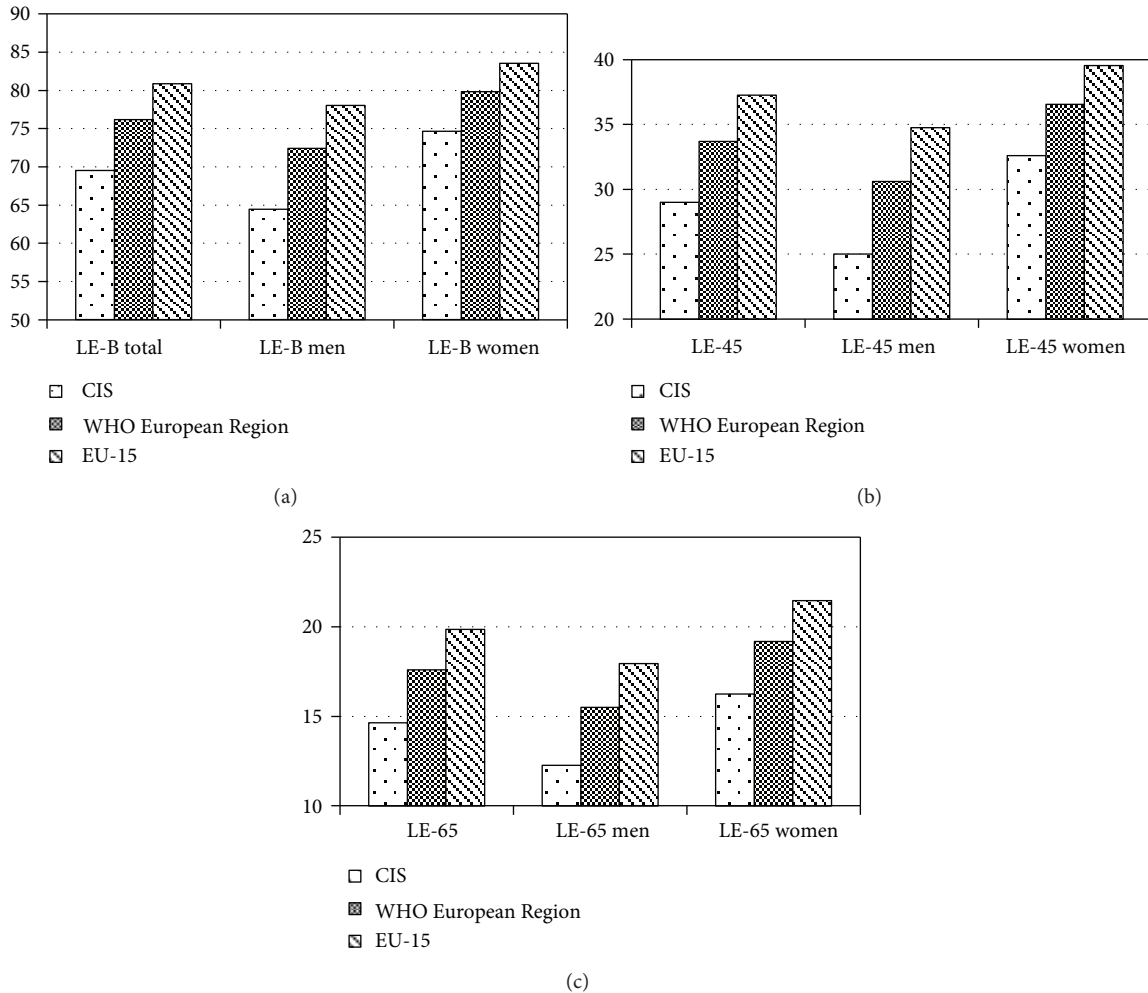 90
85
80
75
70
65
60
55
50
LE-B total LE-B men LE-B women
CIS
WHO European Region
EU-15
(a)
40
35
30
25
20
LE-45 LE-45 men LE-45 women
CIS
WHO European Region
EU-15
(b)
25
20
15
10
LE-65 LE-65 men LE-65 women
CIS
WHO European Region
EU-15
(c)